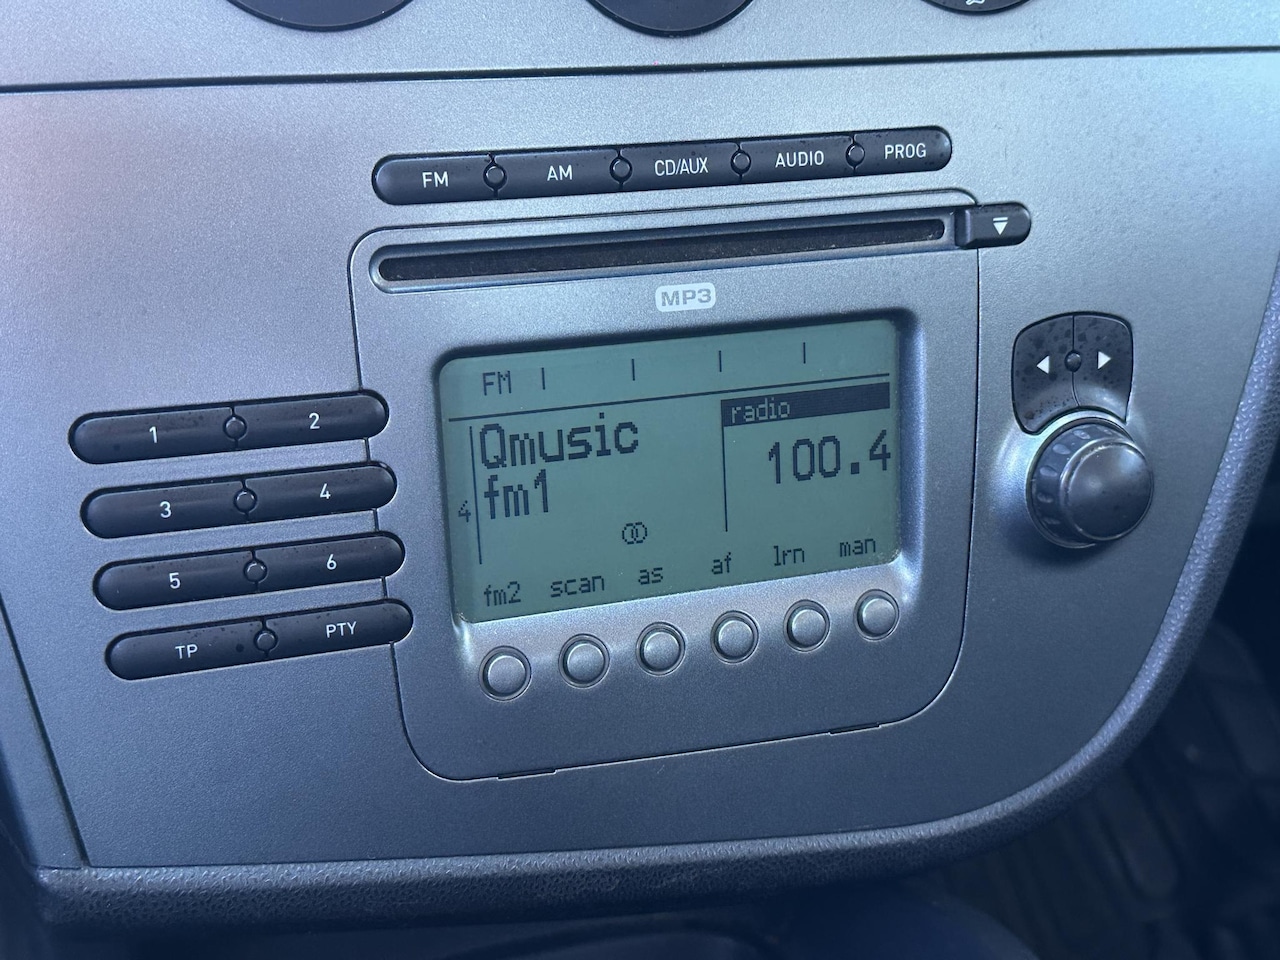 FM AM CD/AUX AUDIO PROG
MP3
FM
radio
Qmusic
100.4
fm1
4
fm2 scan as af lrn man
1 2
3 4
5 6
TP PTY